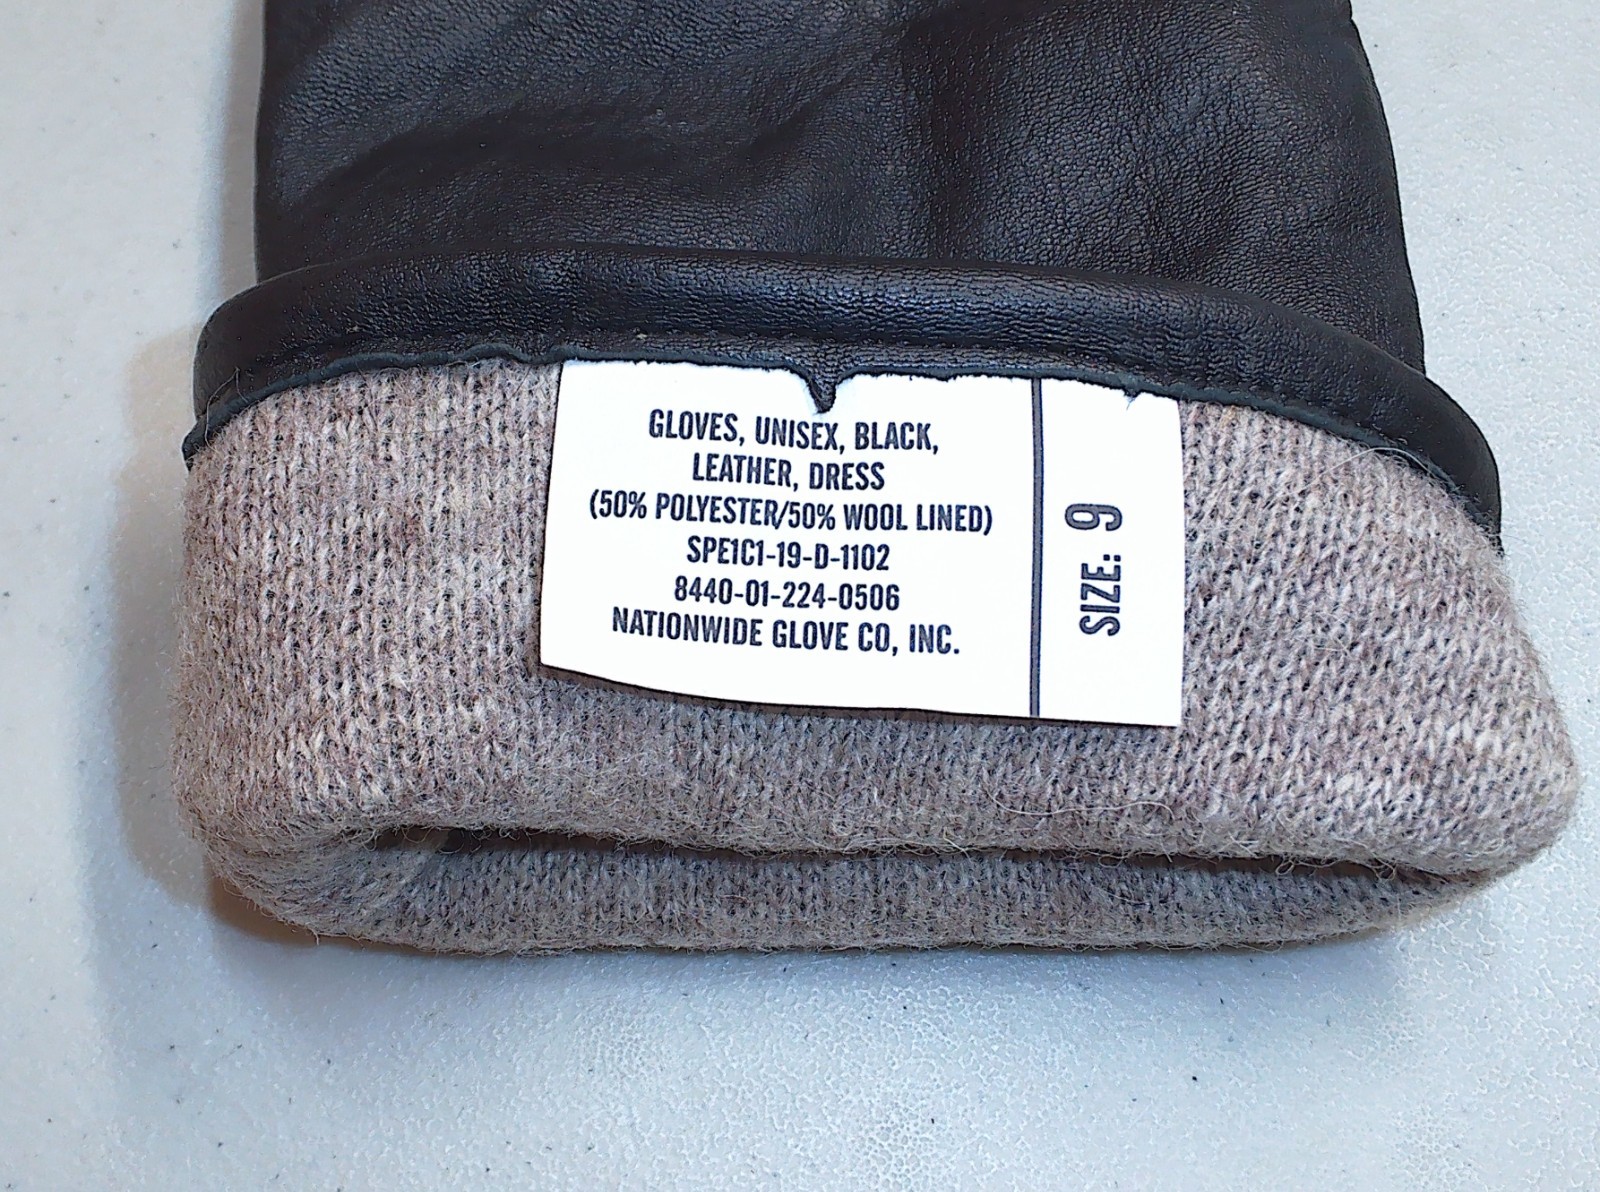 GLOVES, UNISEX, BLACK,
LEATHER, DRESS
(50% POLYESTER/50% WOOL LINED)
SPE1C1-19-D-1102
8440-01-224-0506
NATIONWIDE GLOVE CO, INC.
SIZE: 9